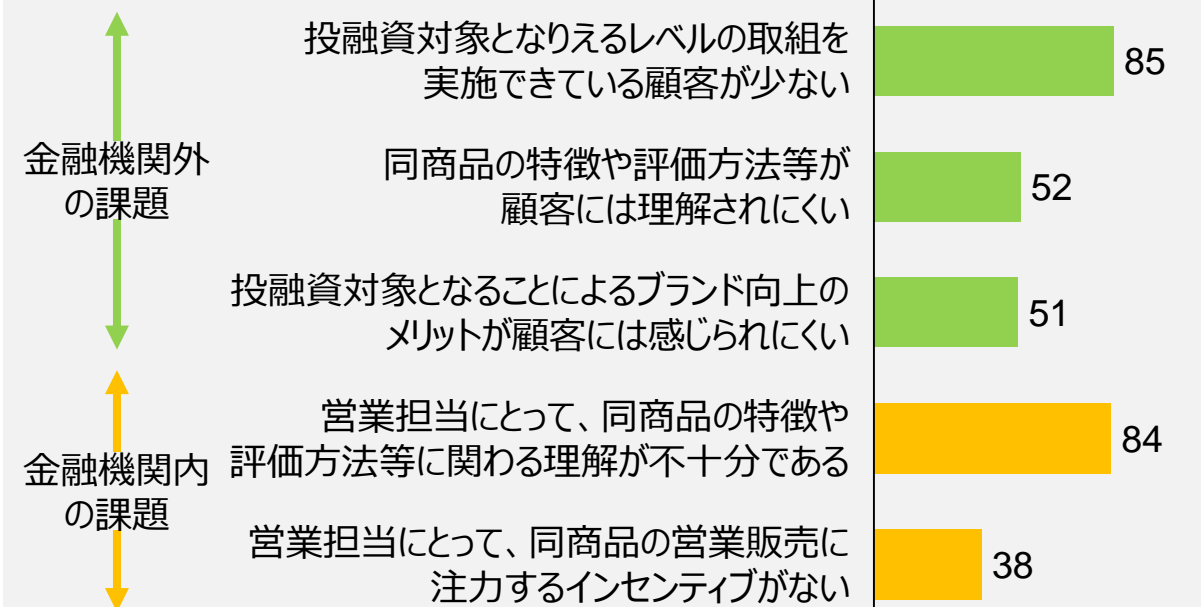 投融資対象となりえるレベルの取組を
実施できている顧客が少ない
85
金融機関外
の課題
同商品の特徴や評価方法等が
顧客には理解されにくい
52
投融資対象となることによるブランド向上の
メリットが顧客には感じられにくい
51
営業担当にとって、同商品の特徴や
評価方法等に関わる理解が不十分である
84
金融機関内
の課題
営業担当にとって、同商品の営業販売に
注力するインセンティブがない
38